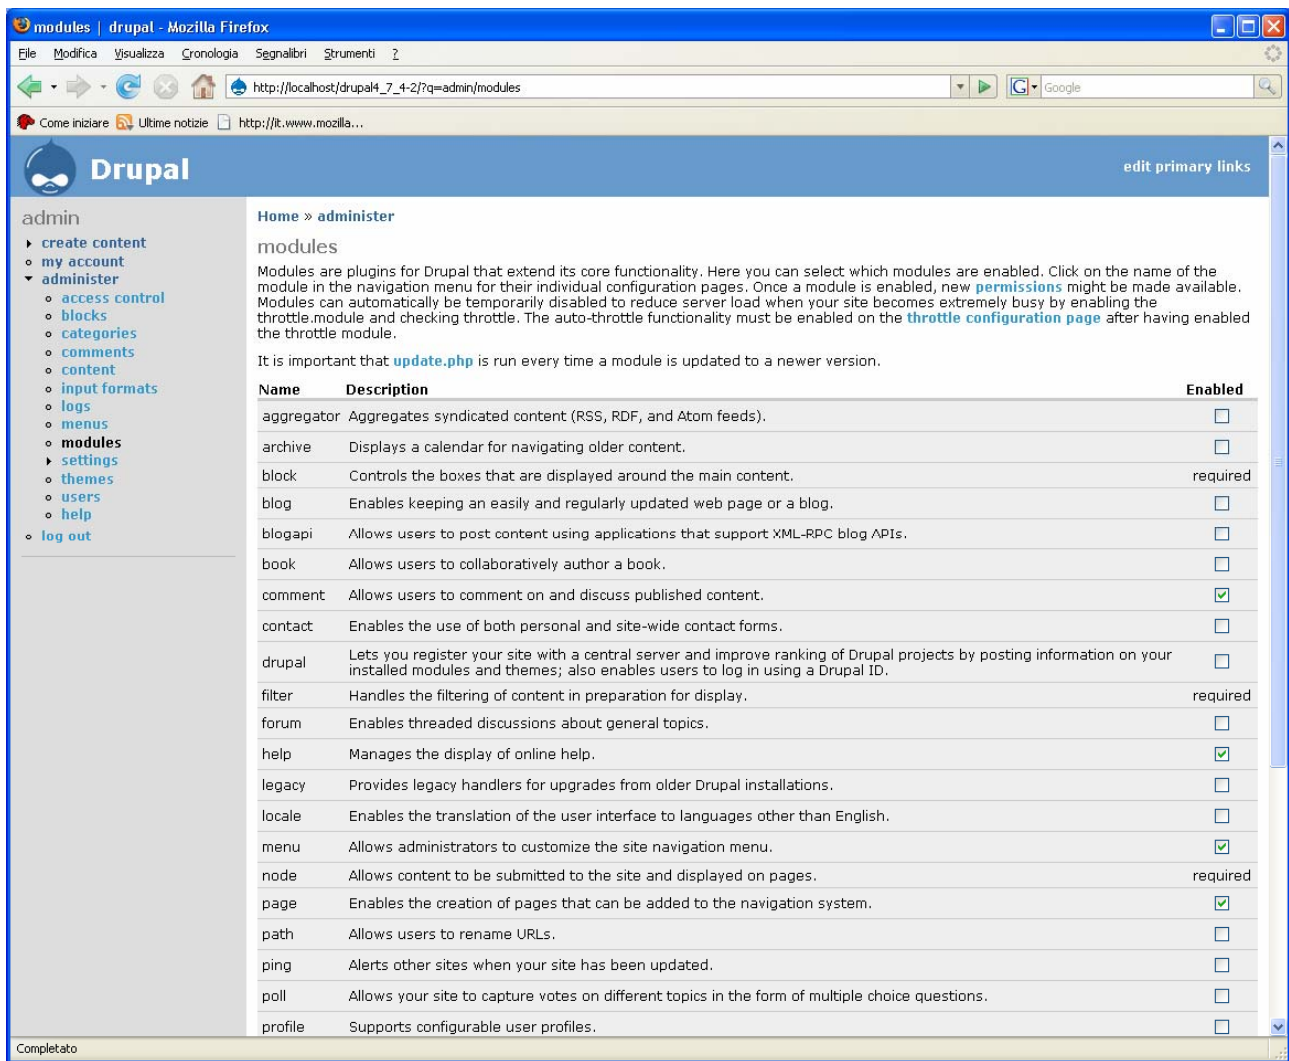 modules | drupal - Mozilla Firefox
File Modifica Visualizza Cronologia Segnalibri Strumenti ?
http://localhost/drupal4_7_4-2/?q=admin/modules
G Google
Come iniziare Ultime notizie http://it.www.mozilla...
Drupal
edit primary links
admin
create content
my account
administer
access control
blocks
categories
comments
content
input formats
logs
menus
modules
settings
themes
users
help
log out
Home » administer
modules
Modules are plugins for Drupal that extend its core functionality. Here you can select which modules are enabled. Click on the name of the
module in the navigation menu for their individual configuration pages. Once a module is enabled, new permissions might be made available.
Modules can automatically be temporarily disabled to reduce server load when your site becomes extremely busy by enabling the
throttle.module and checking throttle. The auto-throttle functionality must be enabled on the throttle configuration page after having enabled
the throttle module.
It is important that update.php is run every time a module is updated to a newer version.
Name Description Enabled
aggregator Aggregates syndicated content (RSS, RDF, and Atom feeds).
archive Displays a calendar for navigating older content.
block Controls the boxes that are displayed around the main content. required
blog Enables keeping an easily and regularly updated web page or a blog.
blogapi Allows users to post content using applications that support XML-RPC blog APIs.
book Allows users to collaboratively author a book.
comment Allows users to comment on and discuss published content.
contact Enables the use of both personal and site-wide contact forms.
drupal Lets you register your site with a central server and improve ranking of Drupal projects by posting information on your
installed modules and themes; also enables users to log in using a Drupal ID.
filter Handles the filtering of content in preparation for display. required
forum Enables threaded discussions about general topics.
help Manages the display of online help.
legacy Provides legacy handlers for upgrades from older Drupal installations.
locale Enables the translation of the user interface to languages other than English.
menu Allows administrators to customize the site navigation menu.
node Allows content to be submitted to the site and displayed on pages. required
page Enables the creation of pages that can be added to the navigation system.
path Allows users to rename URLs.
ping Alerts other sites when your site has been updated.
poll Allows your site to capture votes on different topics in the form of multiple choice questions.
profile Supports configurable user profiles.
Completato